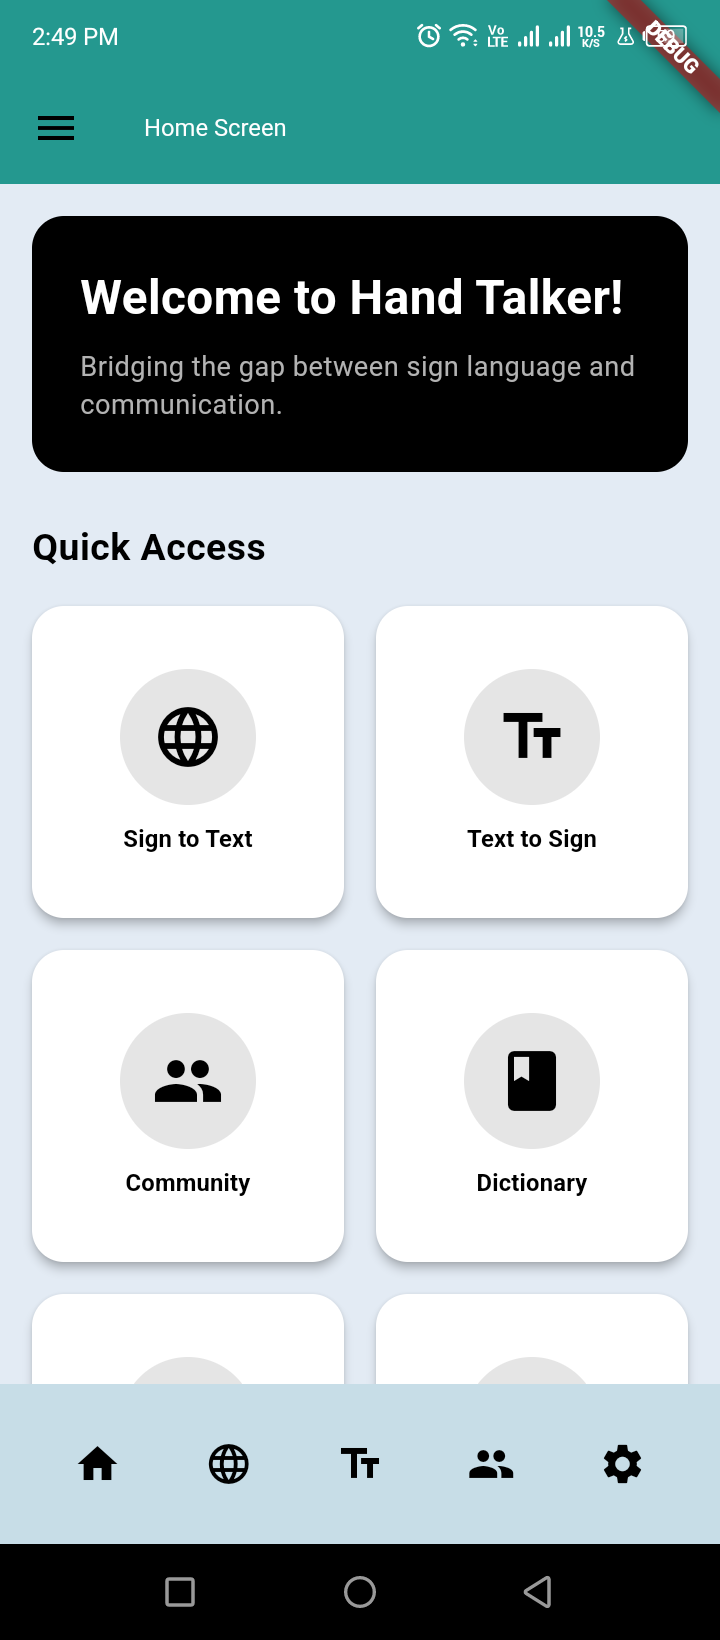 2:49 PM
Vo
LTE
10.5
K/S
DEBUG
Home Screen
Welcome to Hand Talker!
Bridging the gap between sign language and
communication.
Quick Access
Sign to Text
Text to Sign
Community
Dictionary